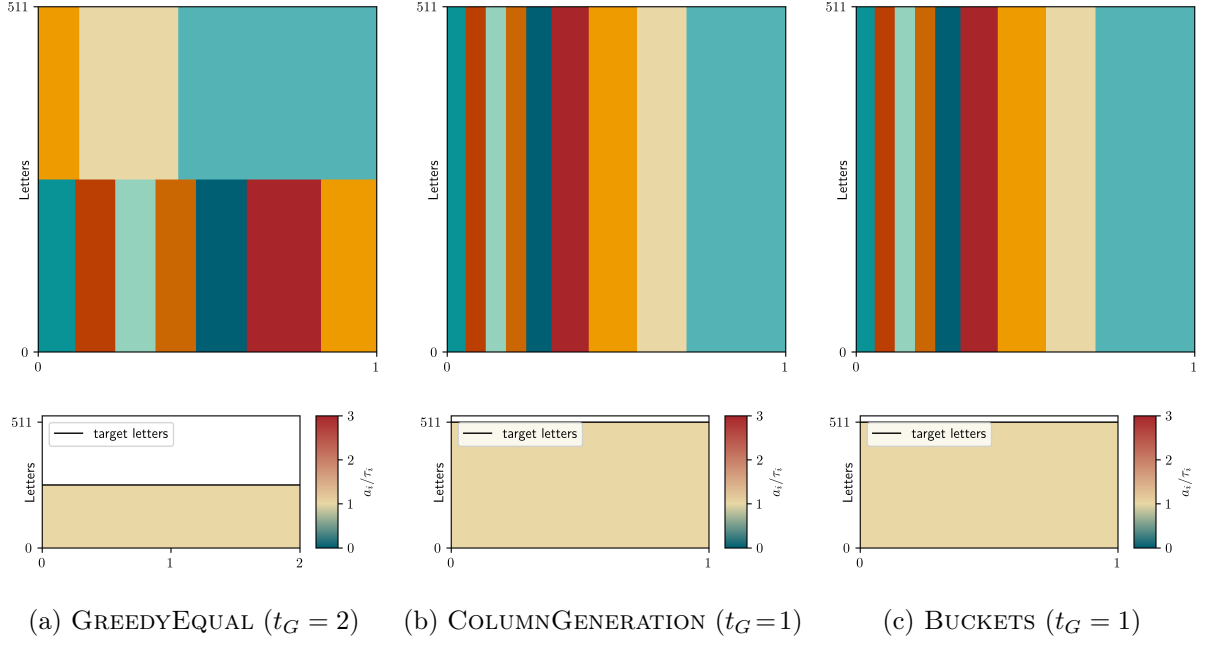 511
Letters
0
0
1
511
Letters
0
0
1
511
Letters
0
0
1
511
Letters
0
target letters
0
1
2
3
2
1
0
a_i/τ_i
511
Letters
0
target letters
0
1
3
2
1
0
a_i/τ_i
511
Letters
0
target letters
0
1
3
2
1
0
a_i/τ_i
(a) GREEDYEQUAL (t_G = 2)
(b) COLUMNGENERATION (t_G=1)
(c) BUCKETS (t_G = 1)